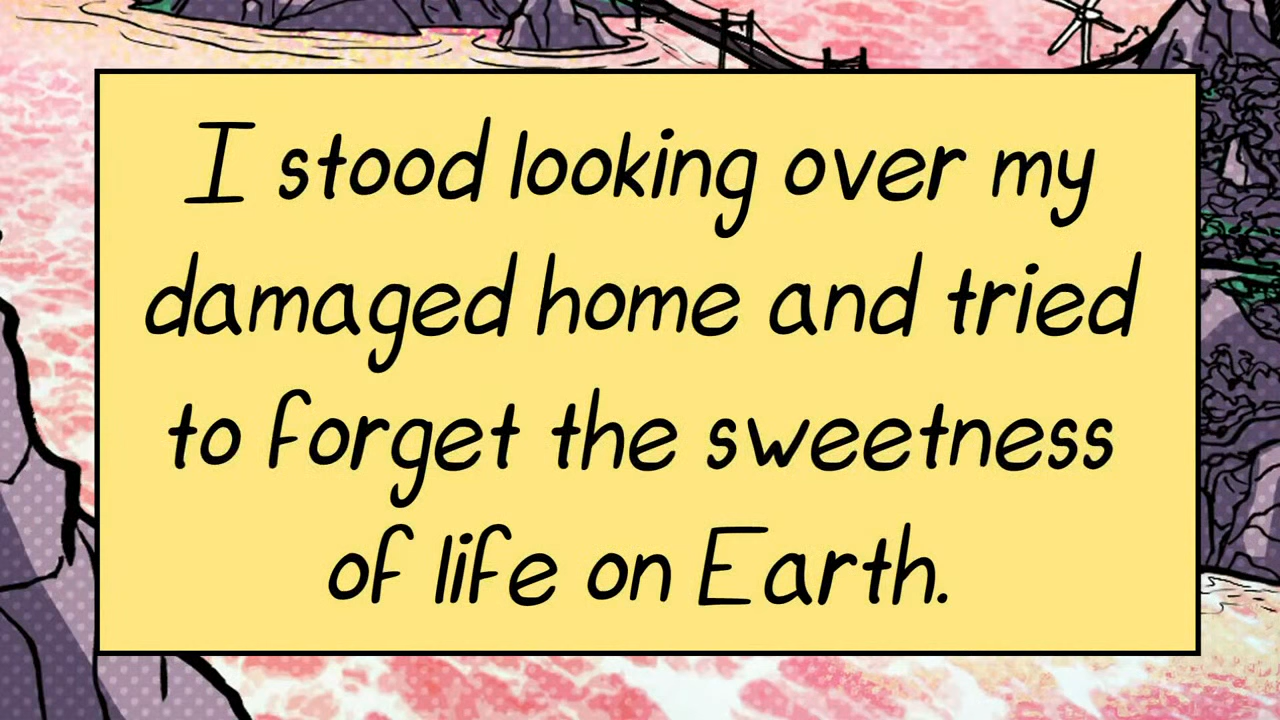 I stood looking over my
damaged home and tried
to forget the sweetness
of life on Earth.